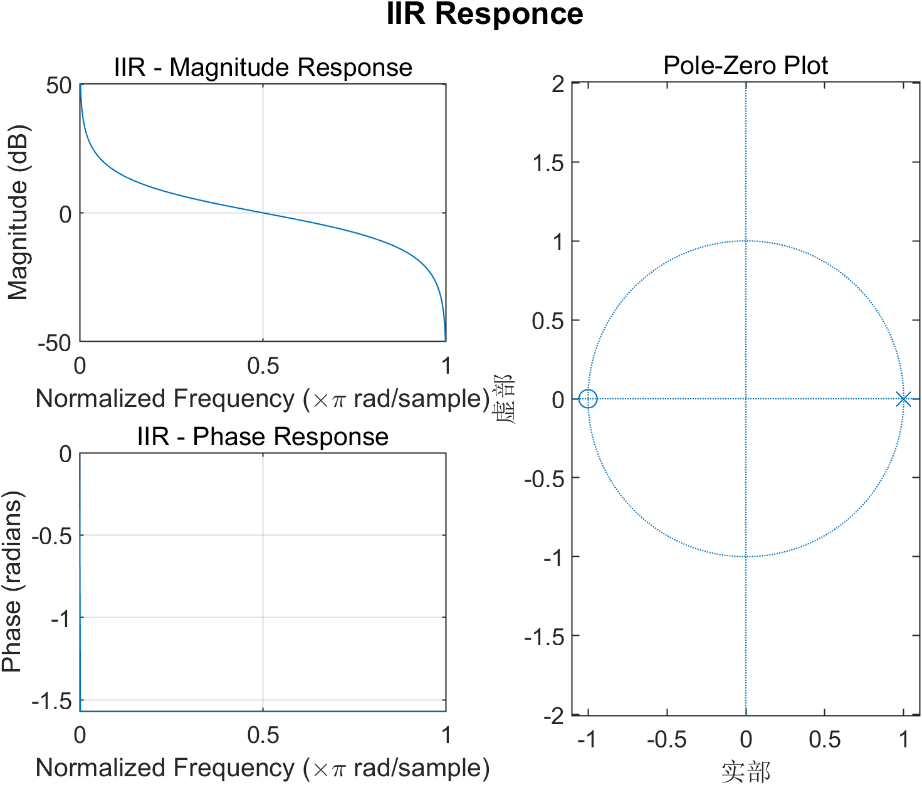 IIR Responce
IIR - Magnitude Response
Magnitude (dB)
50
0
-50
0 0.5 1
Normalized Frequency (×π rad/sample)
IIR - Phase Response
Phase (radians)
0
-0.5
-1
-1.5
0 0.5 1
Normalized Frequency (×π rad/sample)
Pole-Zero Plot
虚部
2
1.5
1
0.5
0
-0.5
-1
-1.5
-2
-1 -0.5 0 0.5 1
实部